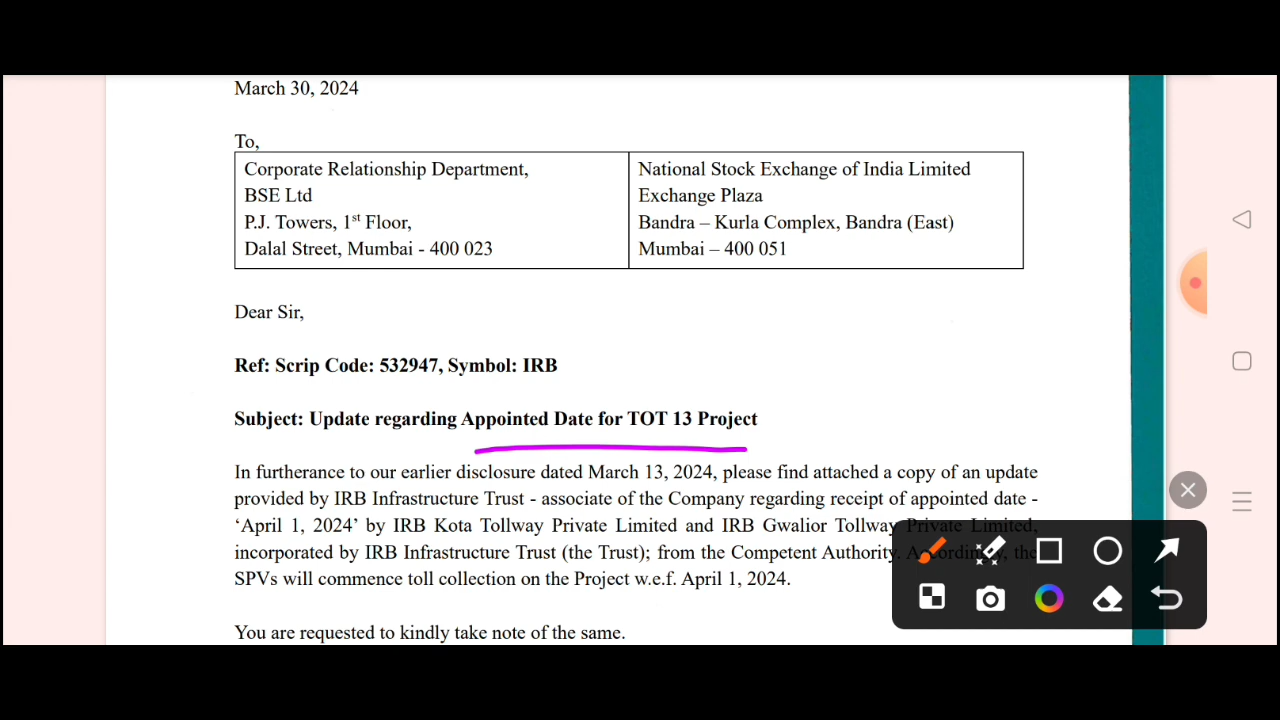 March 30, 2024
To,
Corporate Relationship Department,
BSE Ltd
P.J. Towers, 1st Floor,
Dalal Street, Mumbai - 400 023
National Stock Exchange of India Limited
Exchange Plaza
Bandra – Kurla Complex, Bandra (East)
Mumbai – 400 051
Dear Sir,
Ref: Scrip Code: 532947, Symbol: IRB
Subject: Update regarding Appointed Date for TOT 13 Project
In furtherance to our earlier disclosure dated March 13, 2024, please find attached a copy of an update
provided by IRB Infrastructure Trust - associate of the Company regarding receipt of appointed date -
‘April 1, 2024’ by IRB Kota Tollway Private Limited and IRB Gwalior Tollway Private Limited,
incorporated by IRB Infrastructure Trust (the Trust); from the Competent Authority. Accordingly, the
SPVs will commence toll collection on the Project w.e.f. April 1, 2024.
You are requested to kindly take note of the same.